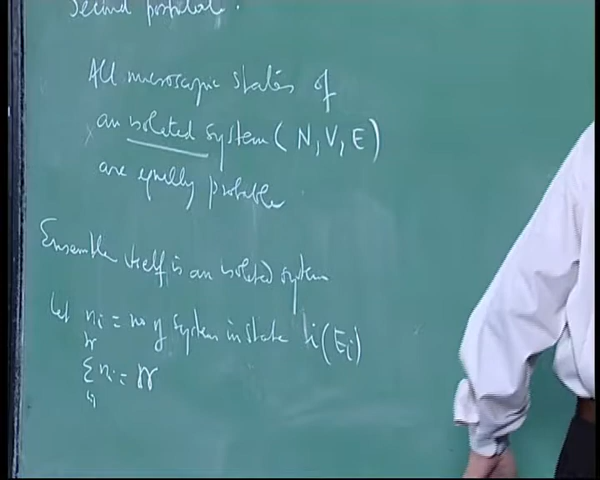 Second postulate.
All microscopic states of
an isolated system (N, V, E)
are equally probable
Ensemble itself is an isolated system
Let nᵢ = no of system in state i (Eᵢ)
Σ nᵢ = N